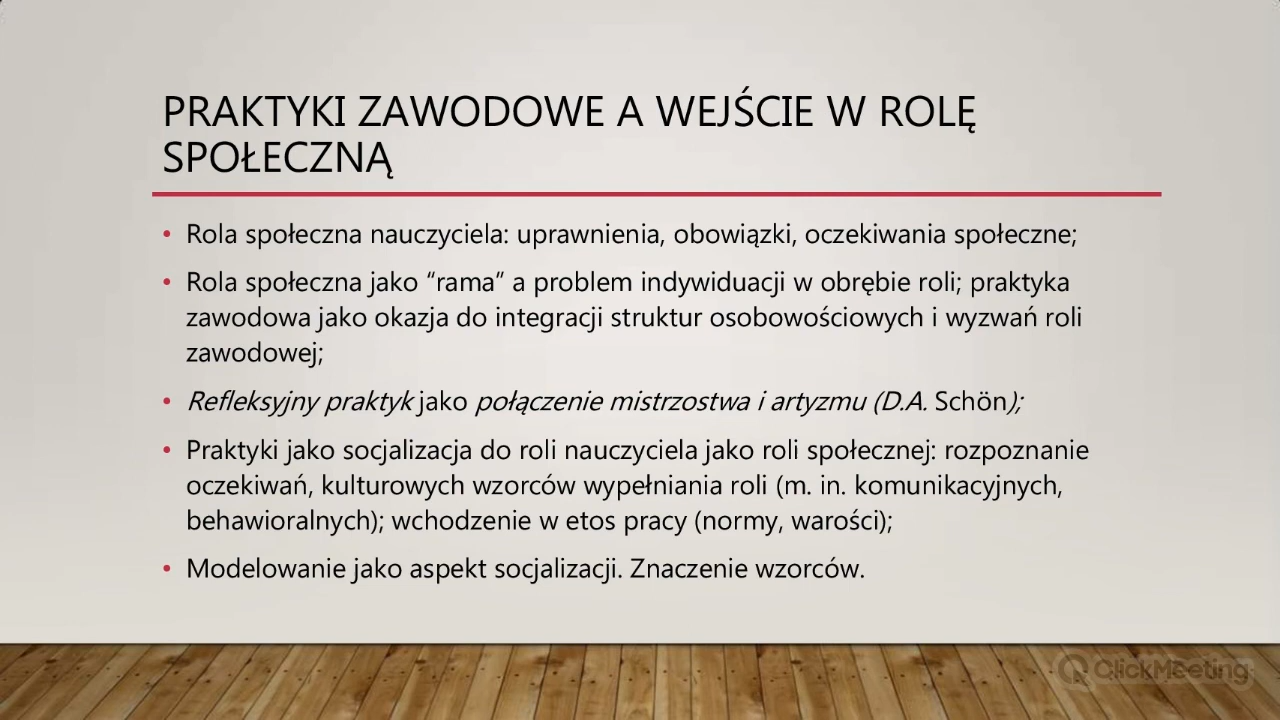 PRAKTYKI ZAWODOWE A WEJŚCIE W ROLĘ
SPOŁECZNĄ
• Rola społeczna nauczyciela: uprawnienia, obowiązki, oczekiwania społeczne;
• Rola społeczna jako “rama” a problem indywiduacji w obrębie roli; praktyka
zawodowa jako okazja do integracji struktur osobowościowych i wyzwań roli
zawodowej;
• Refleksyjny praktyk jako połączenie mistrzostwa i artyzmu (D.A. Schön);
• Praktyki jako socjalizacja do roli nauczyciela jako roli społecznej: rozpoznanie
oczekiwań, kulturowych wzorców wypełniania roli (m. in. komunikacyjnych,
behawioralnych); wchodzenie w etos pracy (normy, warości);
• Modelowanie jako aspekt socjalizacji. Znaczenie wzorców.
ClickMeeting